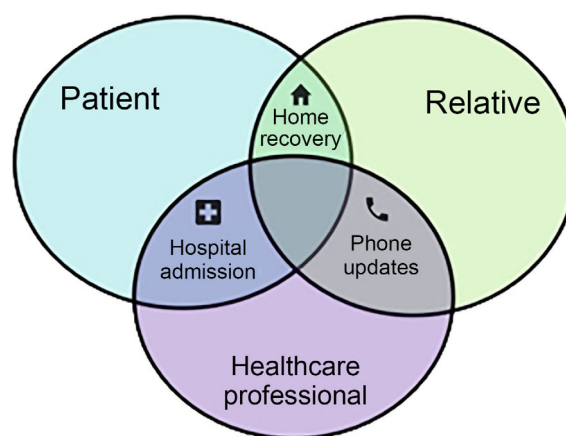 Patient
Relative
Home
recovery
Hospital
admission
Phone
updates
Healthcare
professional